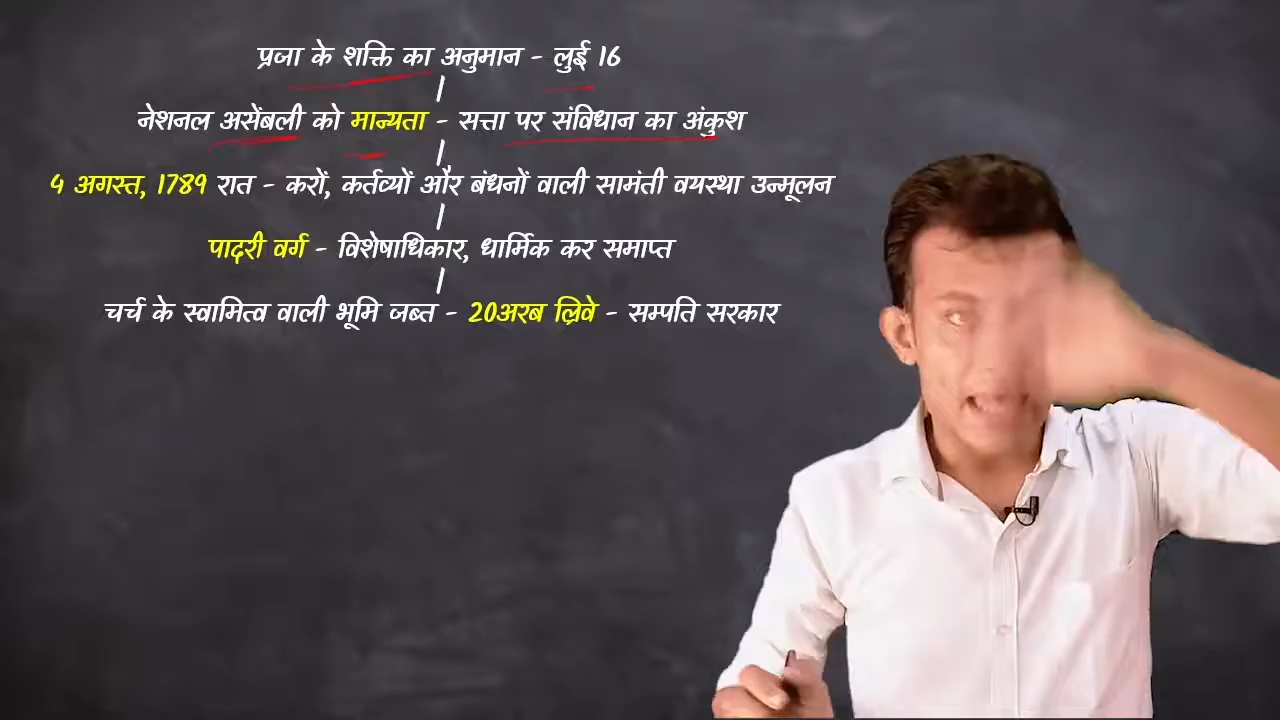 प्रजा के शक्ति का अनुमान - लुई 16
नेशनल असेंबली को मान्यता - सत्ता पर संविधान का अंकुश
4 अगस्त, 1789 रात - करों, कर्तव्यों और बंधनों वाली सामंती वयस्था उन्मूलन
पादरी वर्ग - विशेषाधिकार, धार्मिक कर समाप्त
चर्च के स्वामित्व वाली भूमि जब्त - 20अरब लिव्रे - सम्पति सरकार